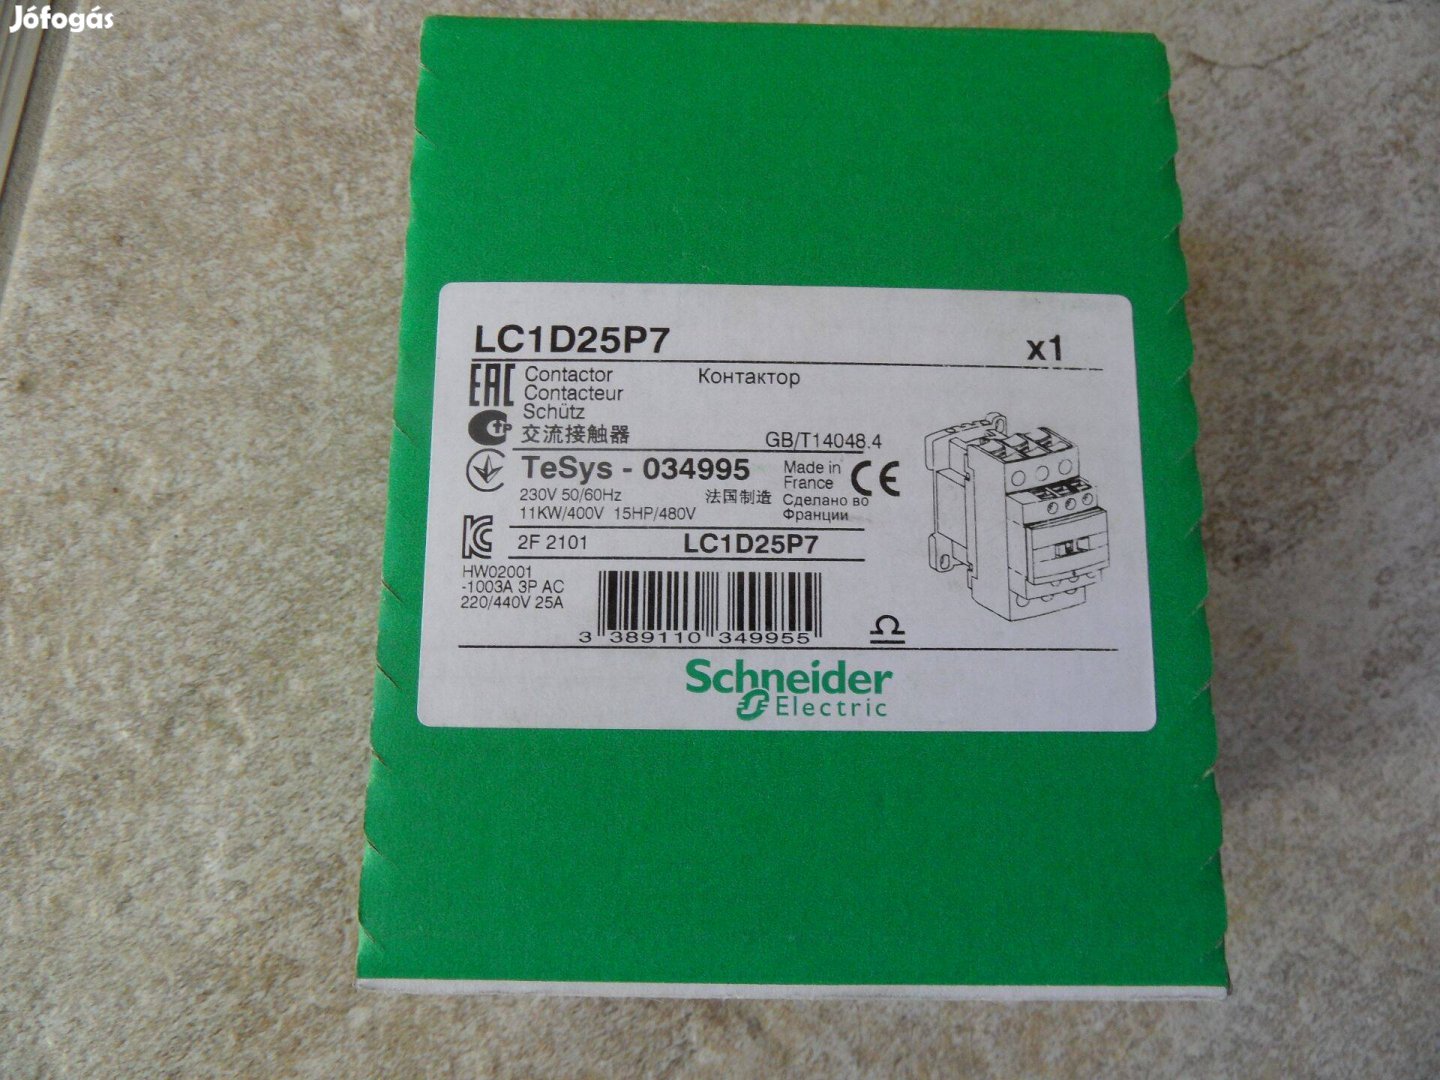 Jófogás
LC1D25P7 x1
EAC Contactor Контактор
Contacteur
Schütz
交流接触器 GB/T14048.4
TeSys - 034995 Made in France CE
230V 50/60Hz 法国制造 Сделано во Франции
11KW/400V 15HP/480V
2F 2101 LC1D25P7
HW02001
-1003A 3P AC
220/440V 25A
3 389110 349955
Schneider
Electric